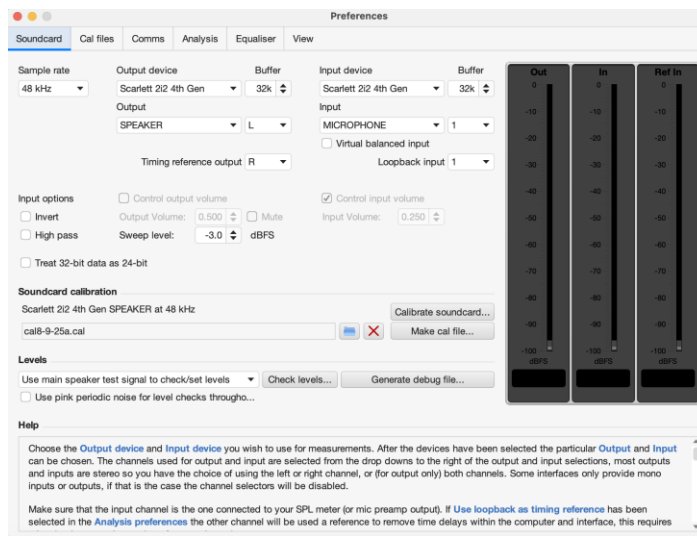 Preferences
Soundcard Cal files Comms Analysis Equaliser View
Sample rate Output device Buffer Input device Buffer
48 kHz Scarlett 2i2 4th Gen 32k Scarlett 2i2 4th Gen 32k
Output Input
SPEAKER L MICROPHONE 1
Virtual balanced input
Timing reference output R Loopback input 1
Input options Control output volume Control input volume
Invert Output Volume: 0.500 Mute Input Volume: 0.250
High pass Sweep level: -3.0 dBFS
Treat 32-bit data as 24-bit
Soundcard calibration
Scarlett 2i2 4th Gen SPEAKER at 48 kHz Calibrate soundcard...
cal8-9-25a.cal Make cal file...
Levels
Use main speaker test signal to check/set levels Check levels... Generate debug file...
Use pink periodic noise for level checks througho...
Out In Ref In
0 0 0
-10 -10 -10
-20 -20 -20
-30 -30 -30
-40 -40 -40
-50 -50 -50
-60 -60 -60
-70 -70 -70
-80 -80 -80
-90 -90 -90
-100 -100 -100
dBFS dBFS dBFS
Help
Choose the Output device and Input device you wish to use for measurements. After the devices have been selected the particular Output and Input
can be chosen. The channels used for output and input are selected from the drop downs to the right of the output and input selections, most outputs
and inputs are stereo so you have the choice of using the left or right channel, or (for output only) both channels. Some interfaces only provide mono
inputs or outputs, if that is the case the channel selectors will be disabled.
Make sure that the input channel is the one connected to your SPL meter (or mic preamp output). If Use loopback as timing reference has been
selected in the Analysis preferences the other channel will be used a reference to remove time delays within the computer and interface, this requires